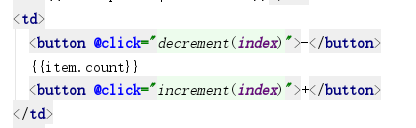 <td>
<button @click="decrement(index)">-</button>
{{item.count}}
<button @click="increment(index)">+</button>
</td>